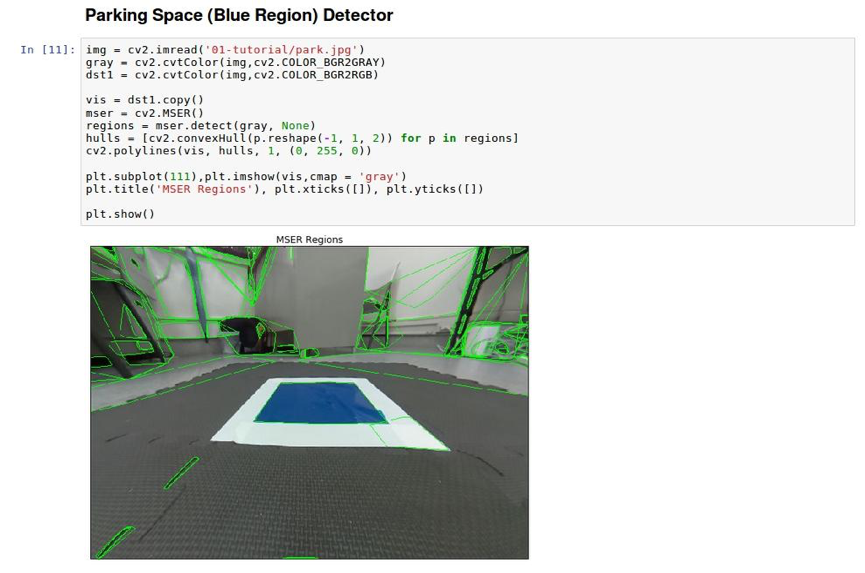 Parking Space (Blue Region) Detector
In [11]: img = cv2.imread('01-tutorial/park.jpg')
gray = cv2.cvtColor(img,cv2.COLOR_BGR2GRAY)
dst1 = cv2.cvtColor(img,cv2.COLOR_BGR2RGB)
vis = dst1.copy()
mser = cv2.MSER()
regions = mser.detect(gray, None)
hulls = [cv2.convexHull(p.reshape(-1, 1, 2)) for p in regions]
cv2.polylines(vis, hulls, 1, (0, 255, 0))
plt.subplot(111),plt.imshow(vis,cmap = 'gray')
plt.title('MSER Regions'), plt.xticks([]), plt.yticks([])
plt.show()
MSER Regions